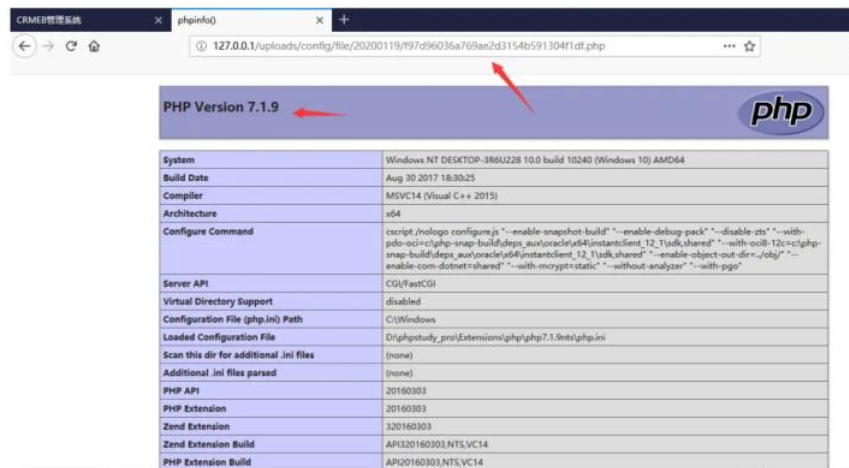 CRMEB管理系统 × phpinfo() × +
127.0.0.1/uploads/config/file/20200119/f97d96036a769ae2d3154b591304f1df.php
PHP Version 7.1.9
php
System Windows NT DESKTOP-3R6U228 10.0 build 10240 (Windows 10) AMD64
Build Date Aug 30 2017 18:30:25
Compiler MSVC14 (Visual C++ 2015)
Architecture x64
Configure Command cscript /nologo configure.js "--enable-snapshot-build" "--enable-debug-pack" "--disable-zts" "--with-
pdo-oci=c:\php-snap-build\deps_aux\oracle\x64\instantclient_12_1\sdk,shared" "--with-oci8-12c=c:\php-
snap-build\deps_aux\oracle\x64\instantclient_12_1\sdk,shared" "--enable-object-out-dir=../obj/" "--
enable-com-dotnet=shared" "--with-mcrypt=static" "--without-analyzer" "--with-pgo"
Server API CGI/FastCGI
Virtual Directory Support disabled
Configuration File (php.ini) Path C:\Windows
Loaded Configuration File D:\phpstudy_pro\Extensions\php\php7.1.9nts\php.ini
Scan this dir for additional .ini files (none)
Additional .ini files parsed (none)
PHP API 20160303
PHP Extension 20160303
Zend Extension 320160303
Zend Extension Build API320160303,NTS,VC14
PHP Extension Build API20160303,NTS,VC14